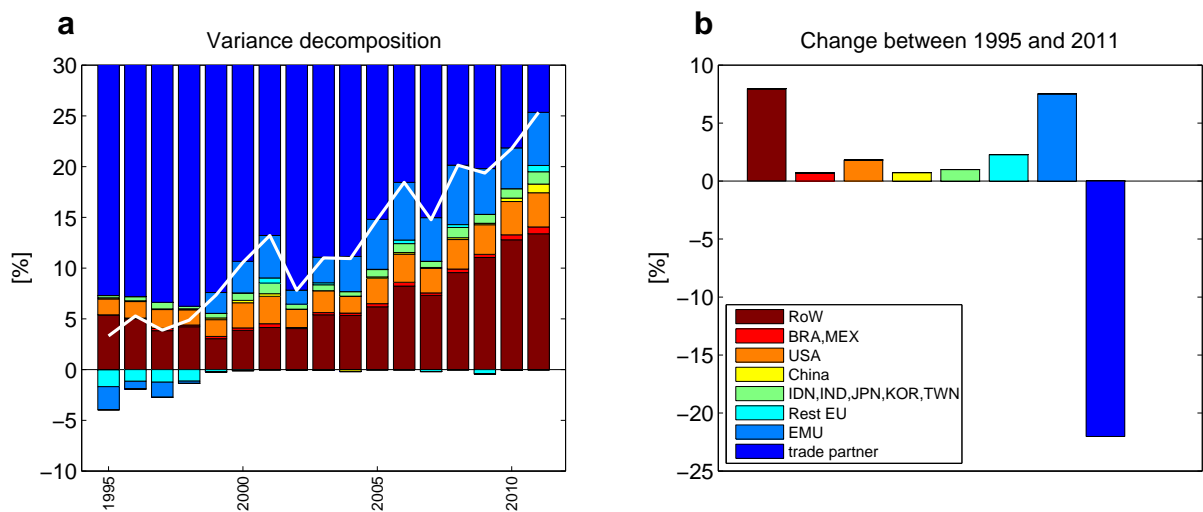 a
Variance decomposition
[%]
30
25
20
15
10
5
0
−5
−10
1995
2000
2005
2010
b
Change between 1995 and 2011
[%]
10
5
0
−5
−10
−15
−20
−25
RoW
BRA,MEX
USA
China
IDN,IND,JPN,KOR,TWN
Rest EU
EMU
trade partner